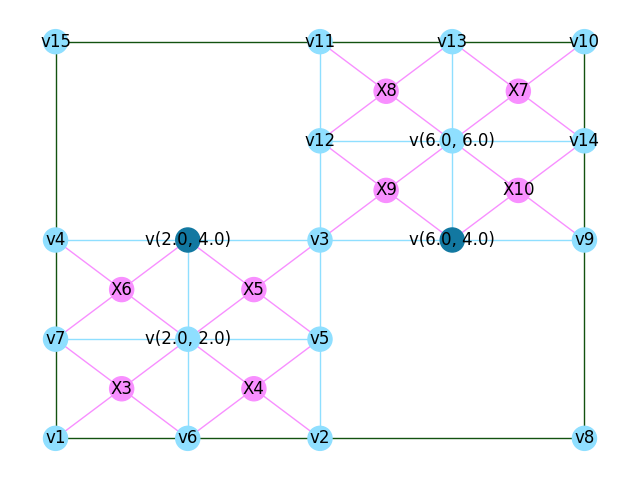 v15 v11 v13 v10
X8 X7
v12 v(6.0, 6.0) v14
X9 X10
v4 v(2.0, 4.0) v3 v(6.0, 4.0) v9
X6 X5
v7 v(2.0, 2.0) v5
X3 X4
v1 v6 v2 v8